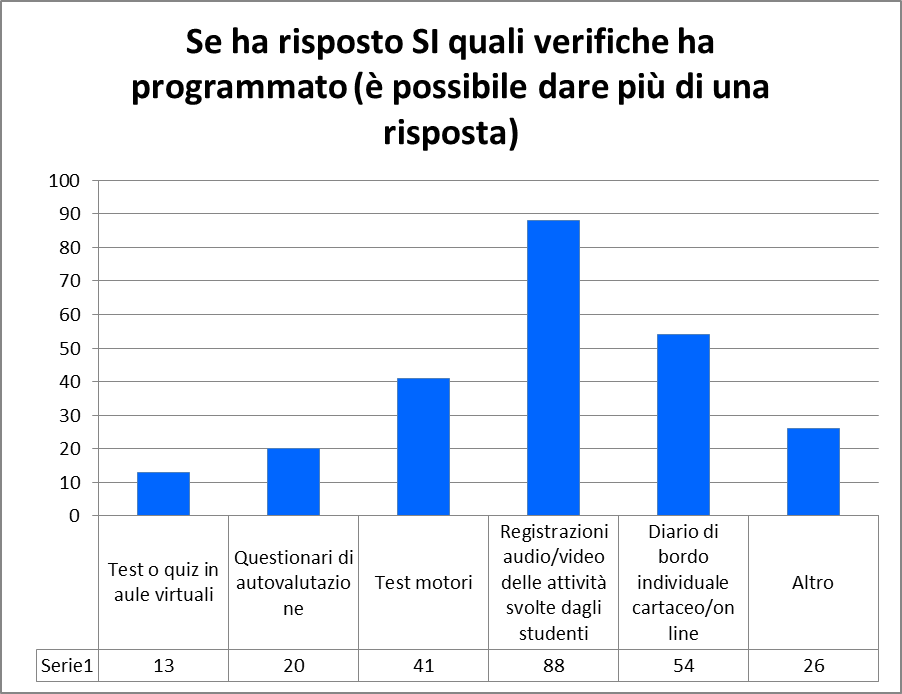 Se ha risposto SI quali verifiche ha
programmato (è possibile dare più di una
risposta)
100
90
80
70
60
50
40
30
20
10
0
Test o quiz in
aule virtuali
Questionari di
autovalutazio
ne
Test motori
Registrazioni
audio/video
delle attività
svolte dagli
studenti
Diario di
bordo
individuale
cartaceo/on
line
Altro
Serie1 13 20 41 88 54 26